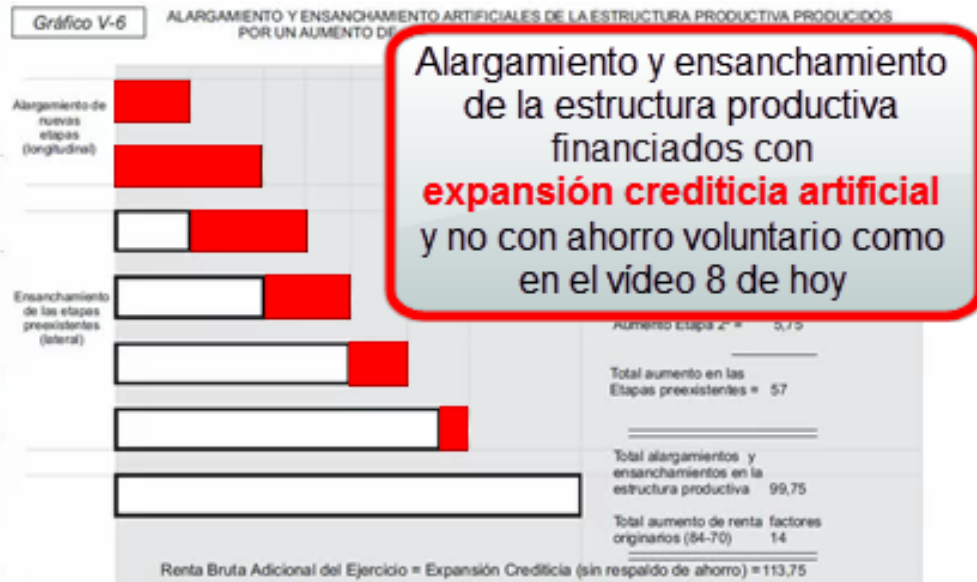 Gráfico V-6
ALARGAMIENTO Y ENSANCHAMIENTO ARTIFICIALES DE LA ESTRUCTURA PRODUCTIVA PRODUCIDOS
POR UN AUMENTO DE
Alargamiento y ensanchamiento
de la estructura productiva
financiados con
expansión crediticia artificial
y no con ahorro voluntario como
en el vídeo 8 de hoy
Alargamiento de
nuevas
etapas
(longitudinal)
Ensanchamiento
de las etapas
preexistentes
(lateral)
Aumento Etapa 2ª = 5,75
Total aumento en las
Etapas preexistentes = 57
Total alargamientos y
ensanchamientos en la
estructura productiva 99,75
Total aumento de renta factores
originarios (84-70) 14
Renta Bruta Adicional del Ejercicio = Expansión Crediticia (sin respaldo de ahorro) = 113,75